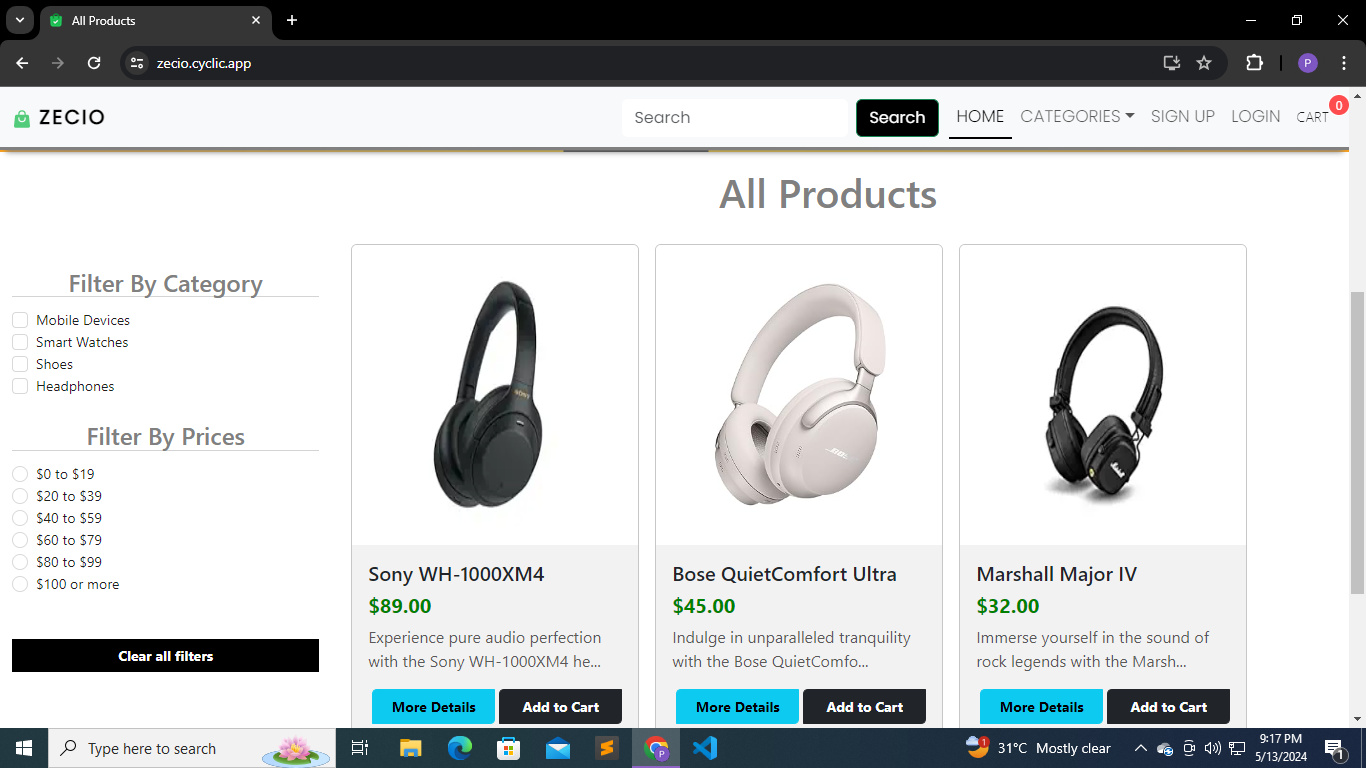 All Products
zecio.cyclic.app
P
ZECIO
Search
Search
HOME
CATEGORIES
SIGN UP
LOGIN
CART
0
All Products
Filter By Category
Mobile Devices
Smart Watches
Shoes
Headphones
Filter By Prices
$0 to $19
$20 to $39
$40 to $59
$60 to $79
$80 to $99
$100 or more
Clear all filters
SONY
Sony WH-1000XM4
$89.00
Experience pure audio perfection
with the Sony WH-1000XM4 he...
More Details
Add to Cart
Bose QuietComfort Ultra
$45.00
Indulge in unparalleled tranquility
with the Bose QuietComfo...
More Details
Add to Cart
Marshall
Marshall Major IV
$32.00
Immerse yourself in the sound of
rock legends with the Marsh...
More Details
Add to Cart
Type here to search
P
1
31°C Mostly clear
9:17 PM
5/13/2024
1